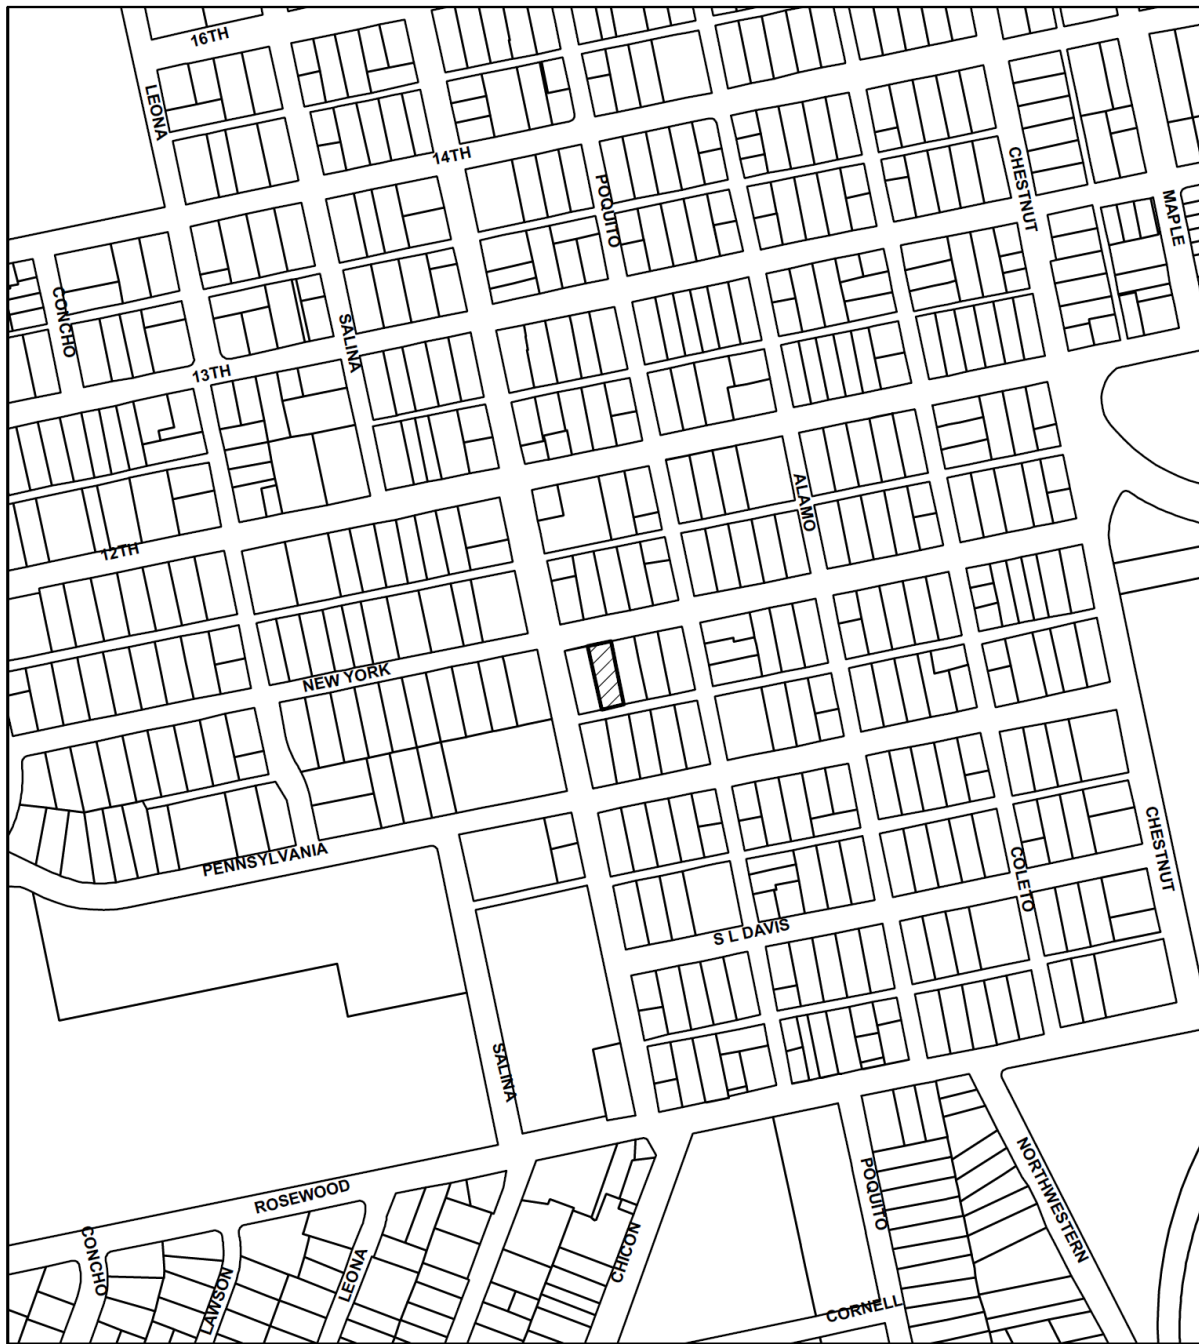 16TH
LEONA
14TH
CHESTNUT
POQUITO
MAPLE
CONCHO
SALINA
13TH
ALAMO
12TH
NEW YORK
CHESTNUT
PENNSYLVANIA
COLETO
S L DAVIS
SALINA
NORTHWESTERN
POQUITO
ROSEWOOD
CHICON
CONCHO
LEONA
LAWSON
CORNELL